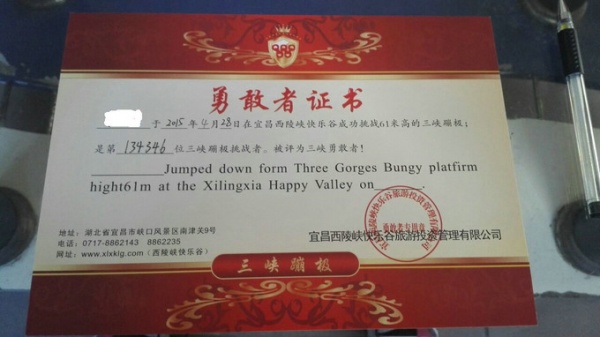 勇敢者证书
于2015年4月28日在宜昌西陵峡快乐谷成功挑战61米高的三峡蹦极;
是第134346位三峡蹦极挑战者。被评为三峡勇敢者!
Jumped down form Three Gorges Bungy platfirm
hight61m at the Xilingxia Happy Valley on
地址:湖北省宜昌市峡口风景区南津关9号
电话:0717-8862143 8862235
网址:www.xlxklg.com(西陵峡快乐谷)
宜昌西陵峡快乐谷旅游投资管理有限公司
勇敢者专用章
三峡蹦极